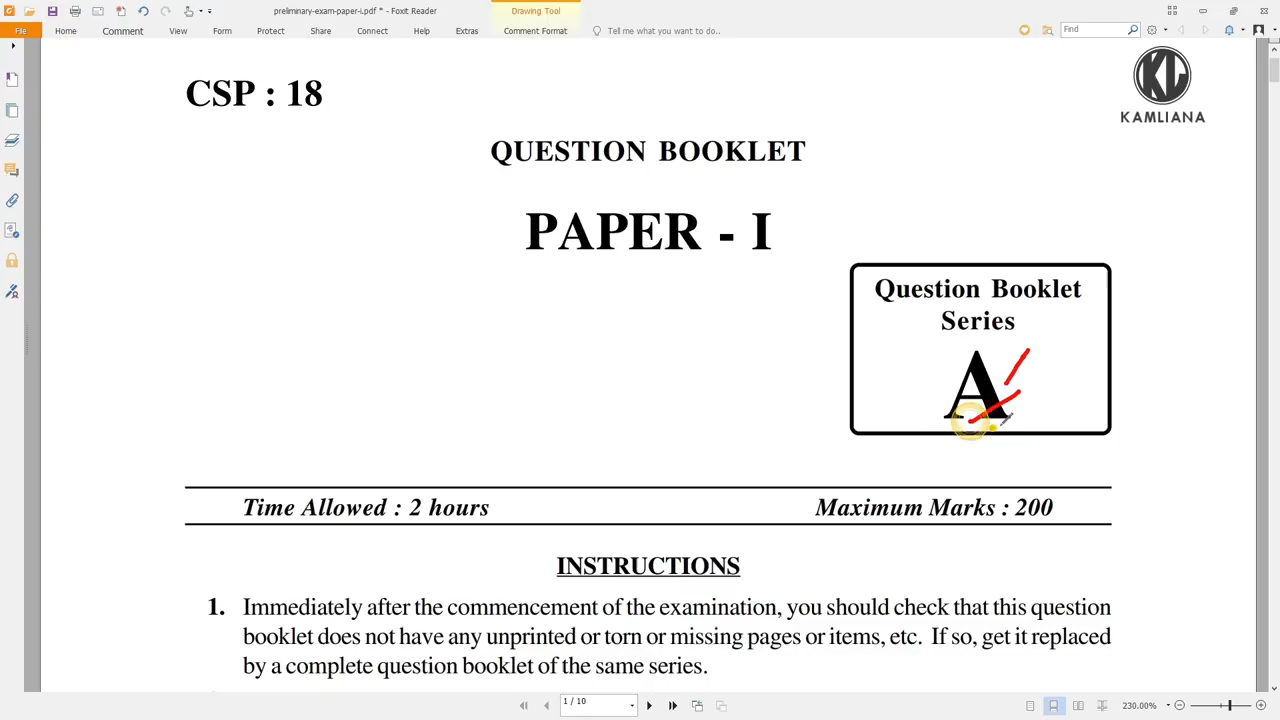 preliminary-exam-paper-i.pdf * - Foxit Reader
Drawing Tool
File Home Comment View Form Protect Share Connect Help Extras Comment Format Tell me what you want to do.. Find
CSP : 18
KL
KAMLIANA
QUESTION BOOKLET
PAPER - I
Question Booklet
Series
A
Time Allowed : 2 hours
Maximum Marks : 200
INSTRUCTIONS
1. Immediately after the commencement of the examination, you should check that this question
booklet does not have any unprinted or torn or missing pages or items, etc. If so, get it replaced
by a complete question booklet of the same series.
1 / 10
230.00%